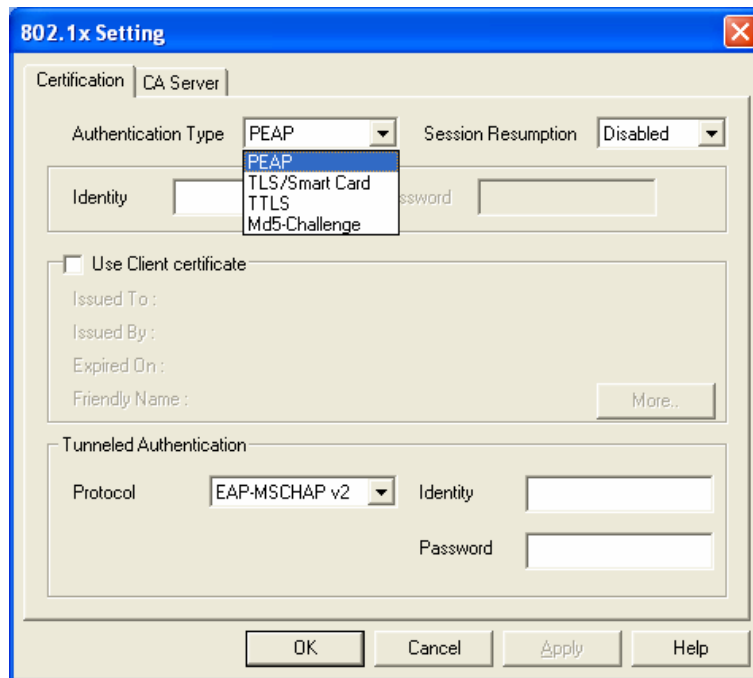 802.1x Setting
Certification CA Server
Authentication Type PEAP Session Resumption Disabled
PEAP
TLS/Smart Card
TTLS
Md5-Challenge
Identity ssword
Use Client certificate
Issued To :
Issued By :
Expired On :
Friendly Name :
More..
Tunneled Authentication
Protocol EAP-MSCHAP v2 Identity
Password
OK Cancel Apply Help